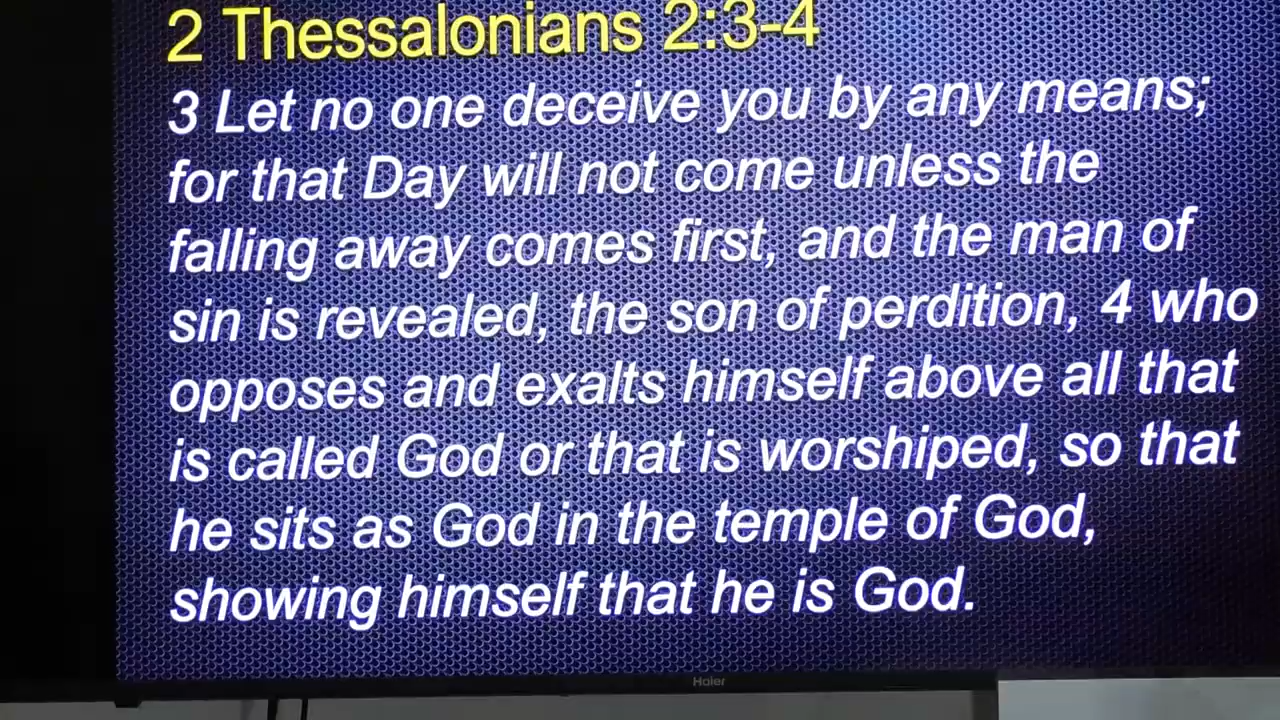 2 Thessalonians 2:3-4
3 Let no one deceive you by any means;
for that Day will not come unless the
falling away comes first, and the man of
sin is revealed, the son of perdition, 4 who
opposes and exalts himself above all that
is called God or that is worshiped, so that
he sits as God in the temple of God,
showing himself that he is God.
Haier